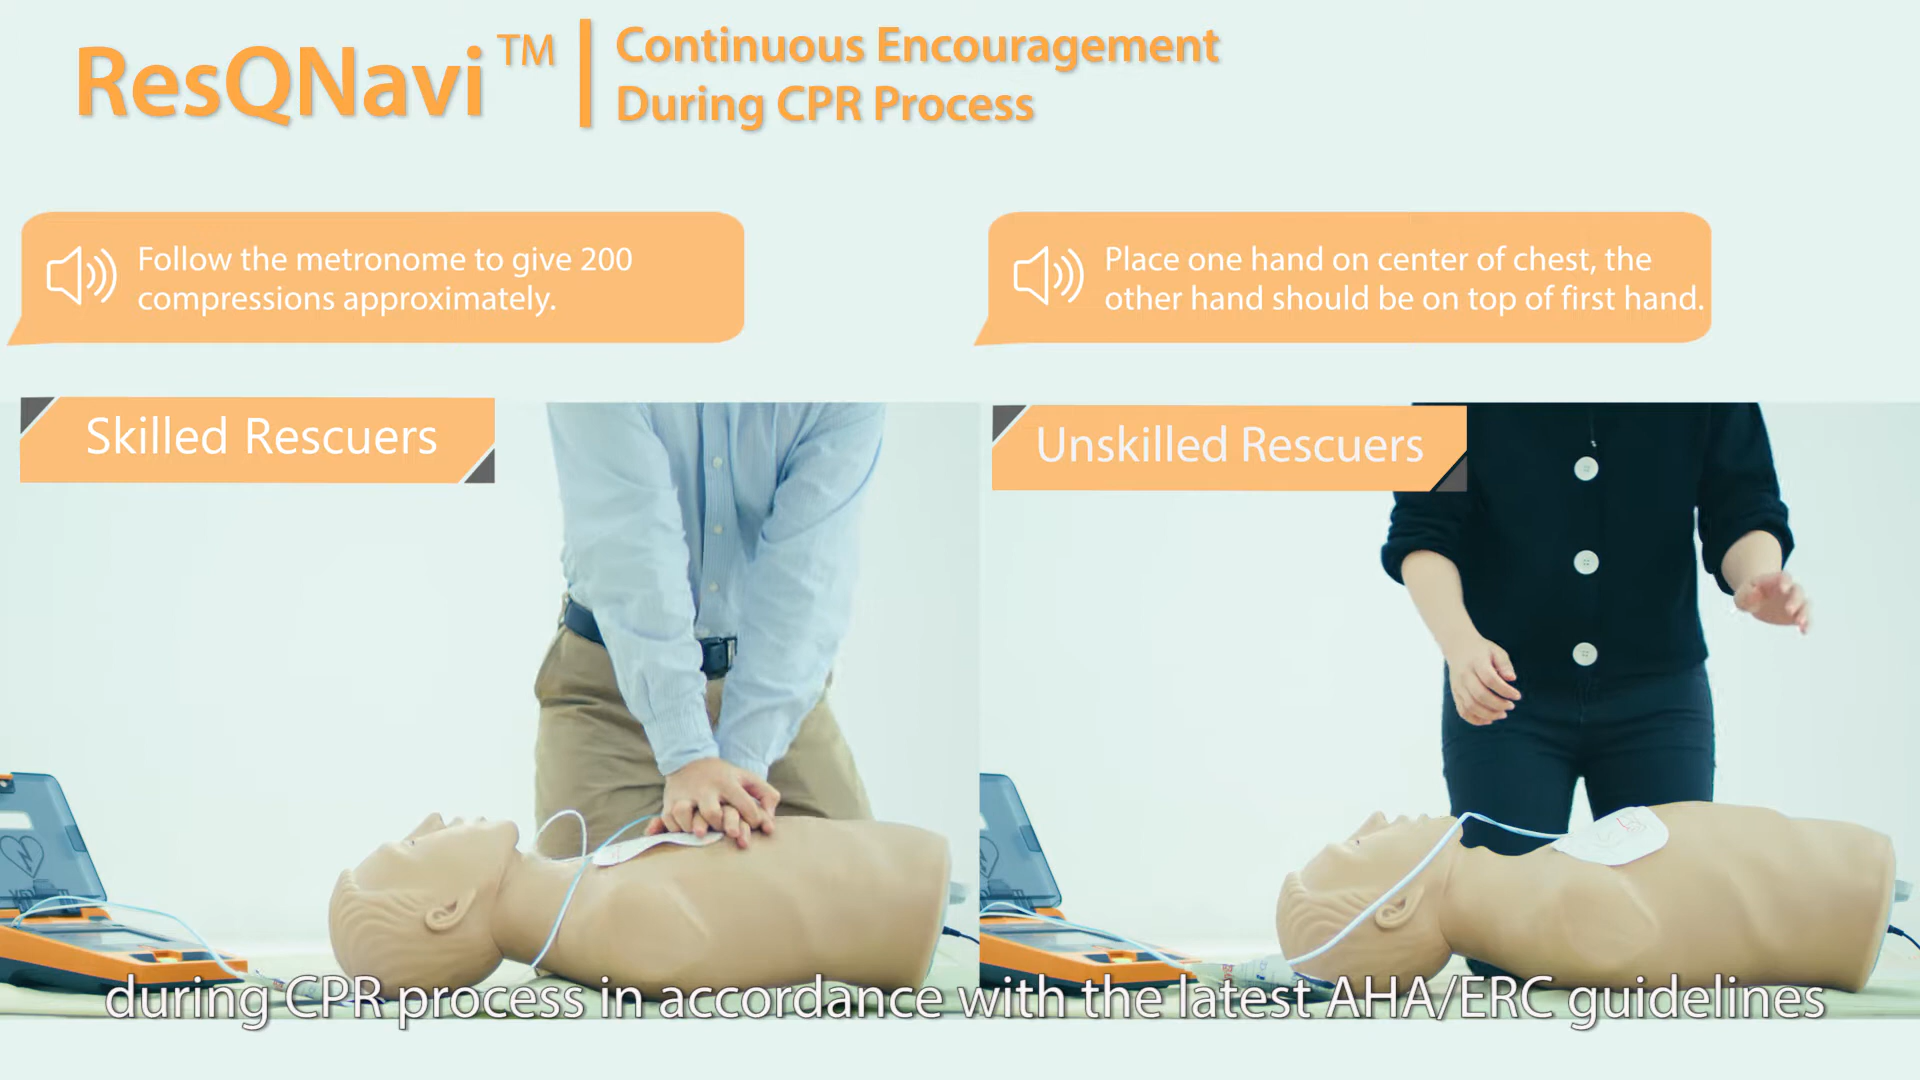 ResQNavi™
Continuous Encouragement
During CPR Process
Follow the metronome to give 200
compressions approximately.
Place one hand on center of chest, the
other hand should be on top of first hand.
Skilled Rescuers
Unskilled Rescuers
during CPR process in accordance with the latest AHA/ERC guidelines